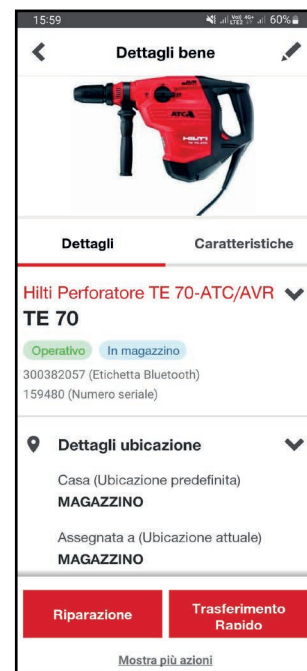 15:59
60%
Dettagli bene
ATC
HILTI
Dettagli
Caratteristiche
Hilti Perforatore TE 70-ATC/AVR
TE 70
Operativo
In magazzino
300382057 (Etichetta Bluetooth)
159480 (Numero seriale)
Dettagli ubicazione
Casa (Ubicazione predefinita)
MAGAZZINO
Assegnata a (Ubicazione attuale)
MAGAZZINO
Riparazione
Trasferimento
Rapido
Mostra più azioni